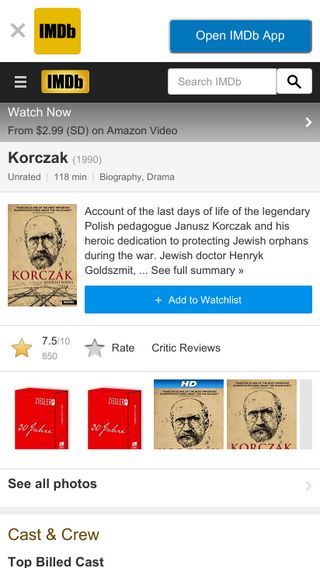 IMDb
Open IMDb App
IMDb
Search IMDb
Watch Now
From $2.99 (SD) on Amazon Video
Korczak (1990)
Unrated | 118 min | Biography, Drama
KORCZAK
Account of the last days of life of the legendary
Polish pedagogue Janusz Korczak and his
heroic dedication to protecting Jewish orphans
during the war. Jewish doctor Henryk
Goldszmit, ... See full summary »
+ Add to Watchlist
7.5/10
850
Rate
Critic Reviews
ZIEGLER
30 Jahre
ZIEGLER
30 Jahre
HD
KORCZAK
See all photos
Cast & Crew
Top Billed Cast